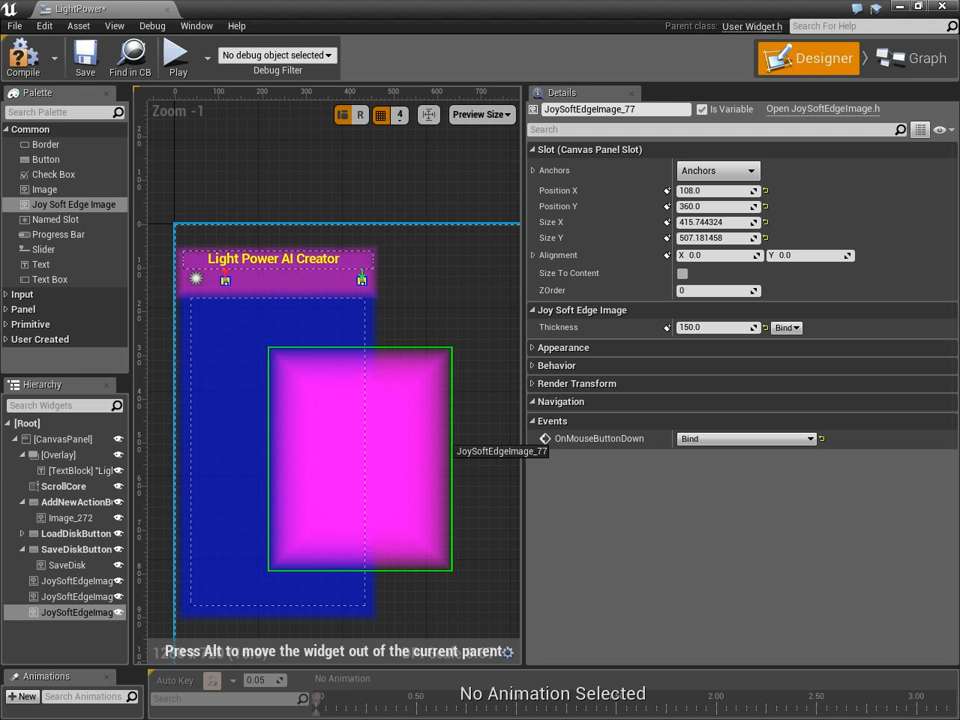 LightPower*
File Edit Asset View Debug Window Help
Parent class: User Widget.h
Search For Help
Compile Save Find in CB Play
No debug object selected
Debug Filter
Designer Graph
Palette
Search Palette
Common
Border
Button
Check Box
Image
Joy Soft Edge Image
Named Slot
Progress Bar
Slider
Text
Text Box
Input
Panel
Primitive
User Created
Hierarchy
Search Widgets
[Root]
[CanvasPanel]
[Overlay]
[TextBlock] "Ligl
ScrollCore
AddNewActionB
Image_272
LoadDiskButton
SaveDiskButton
SaveDisk
JoySoftEdgeImag
JoySoftEdgeImag
JoySoftEdgeImag
0 100 200 300 400 500 600 700
Zoom -1
R 4 Preview Size
Light Power AI Creator
JoySoftEdgeImage_77
Press Alt to move the widget out of the current parent
Details
JoySoftEdgeImage_77 Is Variable Open JoySoftEdgeImage.h
Search
Slot (Canvas Panel Slot)
Anchors Anchors
Position X 108.0
Position Y 360.0
Size X 415.744324
Size Y 507.181458
Alignment X 0.0 Y 0.0
Size To Content
ZOrder 0
Joy Soft Edge Image
Thickness 150.0 Bind
Appearance
Behavior
Render Transform
Navigation
Events
OnMouseButtonDown Bind
Animations
New Search Animations
Auto Key 0.05 No Animation
Search
0.50 1.00 2.00 2.50 3.00
No Animation Selected